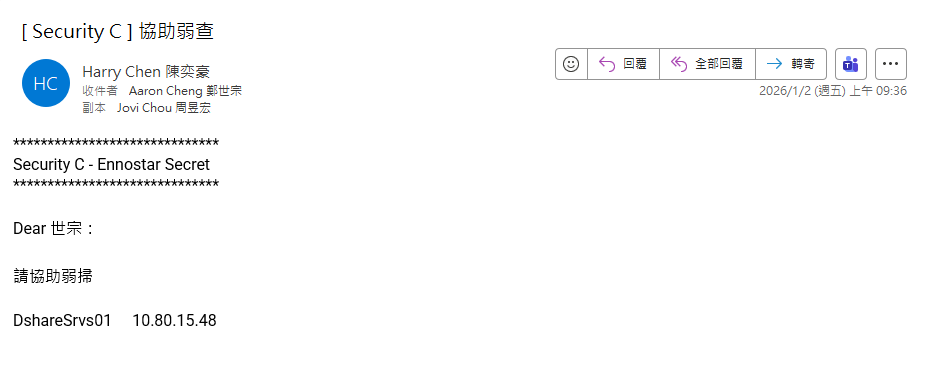 [ Security C ] 協助弱查
HC
Harry Chen 陳奕豪
收件者 Aaron Cheng 鄭世宗
副本 Jovi Chou 周昱宏
回覆
全部回覆
轉寄
2026/1/2 (週五) 上午 09:36
******************************
Security C - Ennostar Secret
******************************
Dear 世宗：
請協助弱掃
DshareSrvs01 10.80.15.48